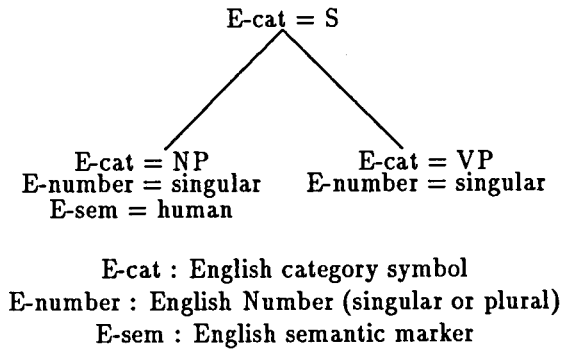 E-cat = S
E-cat = NP
E-number = singular
E-sem = human
E-cat = VP
E-number = singular
E-cat : English category symbol
E-number : English Number (singular or plural)
E-sem : English semantic marker